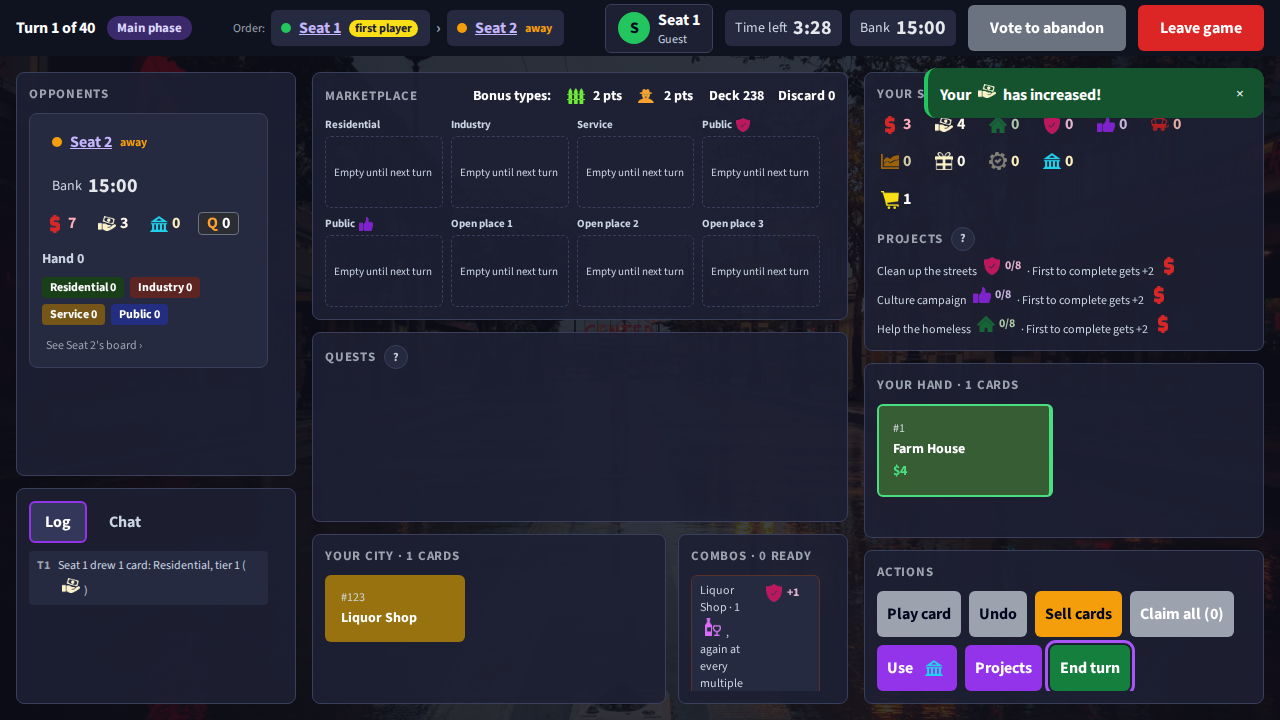 Turn 1 of 40 Main phase Order: Seat 1 first player › Seat 2 away S Seat 1 Guest Time left 3:28 Bank 15:00 Vote to abandon Leave game
OPPONENTS
Seat 2 away
Bank 15:00
7 3 0 Q 0
Hand 0
Residential 0 Industry 0
Service 0 Public 0
See Seat 2's board ›
Log Chat
T1 Seat 1 drew 1 card: Residential, tier 1 (
)
MARKETPLACE Bonus types: 2 pts 2 pts Deck 238 Discard 0
Residential Industry Service Public
Empty until next turn Empty until next turn Empty until next turn Empty until next turn
Public Open place 1 Open place 2 Open place 3
Empty until next turn Empty until next turn Empty until next turn Empty until next turn
QUESTS ?
YOUR CITY · 1 CARDS
#123
Liquor Shop
COMBOS · 0 READY
Liquor
Shop · 1
+1
,
again at
every
multiple
YOUR S
Your has increased! ×
3 4 0 0 0 0
0 0 0 0
1
PROJECTS ?
Clean up the streets 0/8 · First to complete gets +2
Culture campaign 0/8 · First to complete gets +2
Help the homeless 0/8 · First to complete gets +2
YOUR HAND · 1 CARDS
#1
Farm House
$4
ACTIONS
Play card Undo Sell cards Claim all (0)
Use Projects End turn